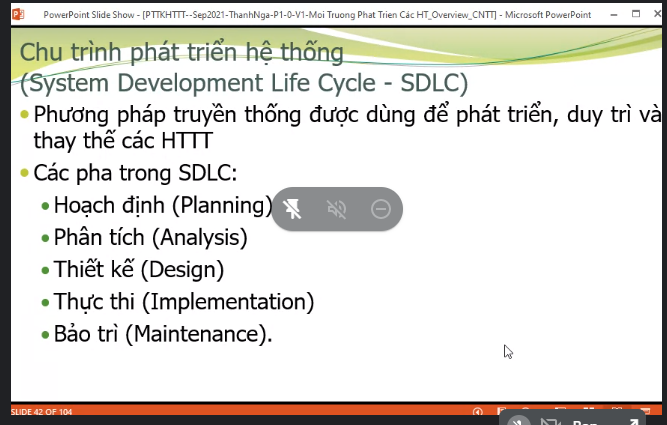 PowerPoint Slide Show - [PTTKHTTT--Sep2021-ThanhNga-P1-0-V1-Moi Truong Phat Trien Các HT_Overview_CNTT] - Microsoft PowerPoint
Chu trình phát triển hệ thống
(System Development Life Cycle - SDLC)
Phương pháp truyền thống được dùng để phát triển, duy trì và
thay thế các HTTT
Các pha trong SDLC:
Hoạch định (Planning)
Phân tích (Analysis)
Thiết kế (Design)
Thực thi (Implementation)
Bảo trì (Maintenance).
SLIDE 42 OF 104